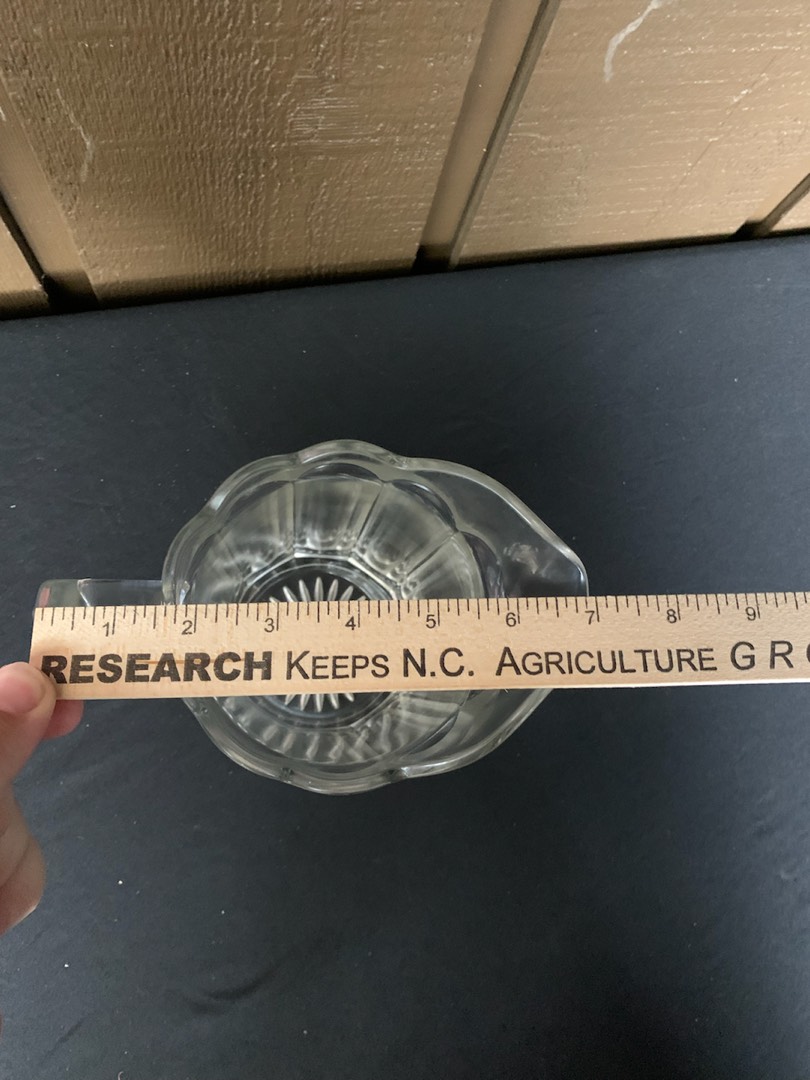 1 2 3 4 5 6 7 8 9
RESEARCH KEEPS N.C. AGRICULTURE G R